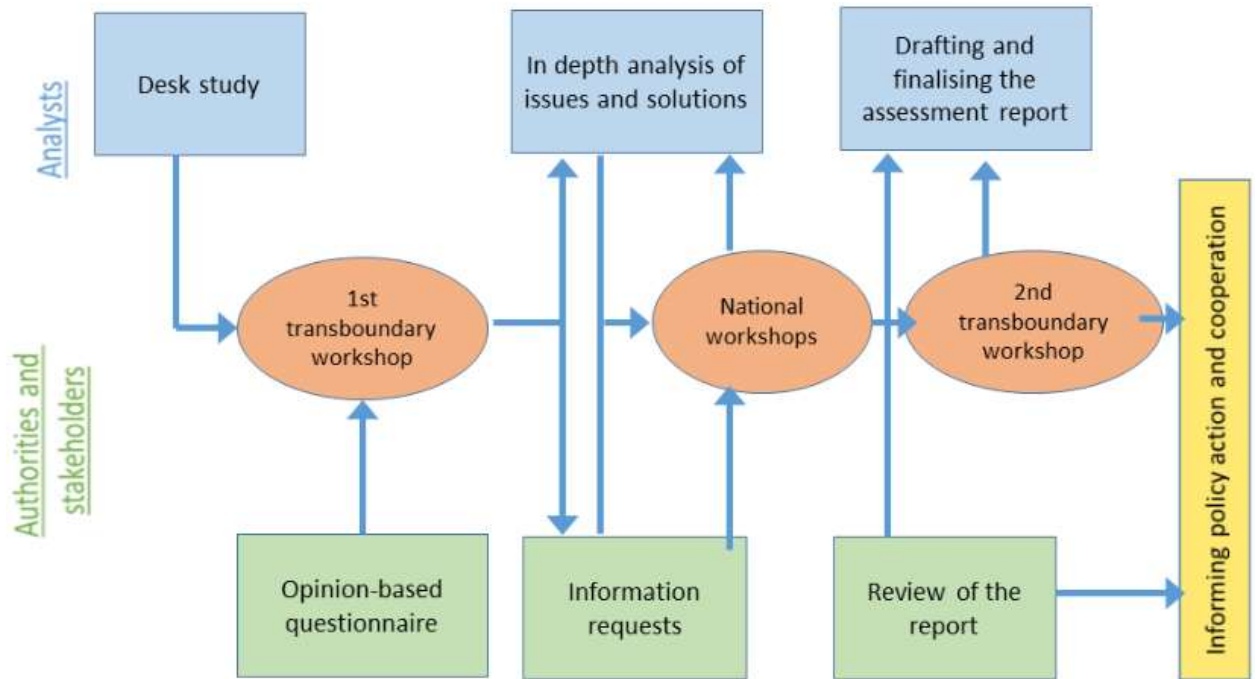 Analysts
Desk study
In depth analysis of
issues and solutions
Drafting and
finalising the
assessment report
1st
transboundary
workshop
National
workshops
2nd
transboundary
workshop
Informing policy action and cooperation
Authorities and
stakeholders
Opinion-based
questionnaire
Information
requests
Review of the
report